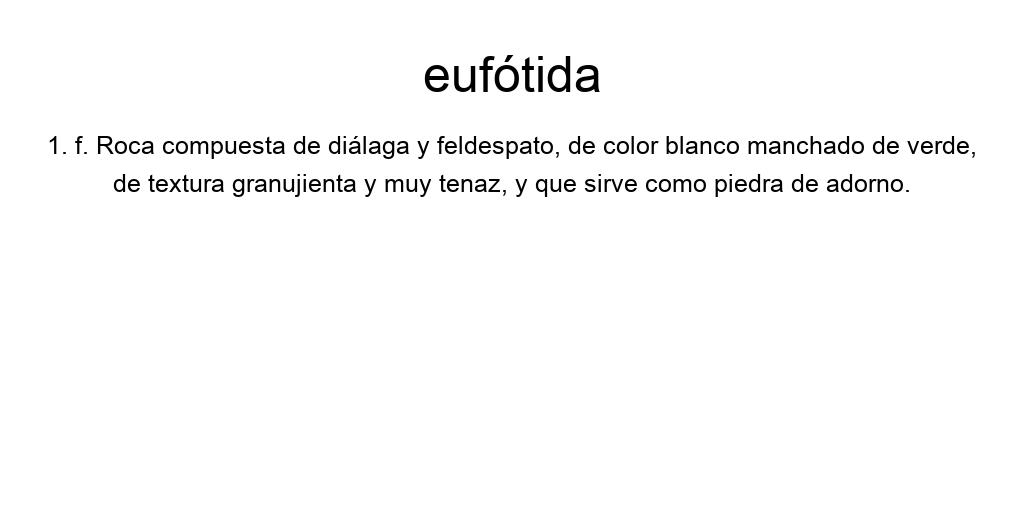 eufótida
1. f. Roca compuesta de diálaga y feldespato, de color blanco manchado de verde,
de textura granujienta y muy tenaz, y que sirve como piedra de adorno.